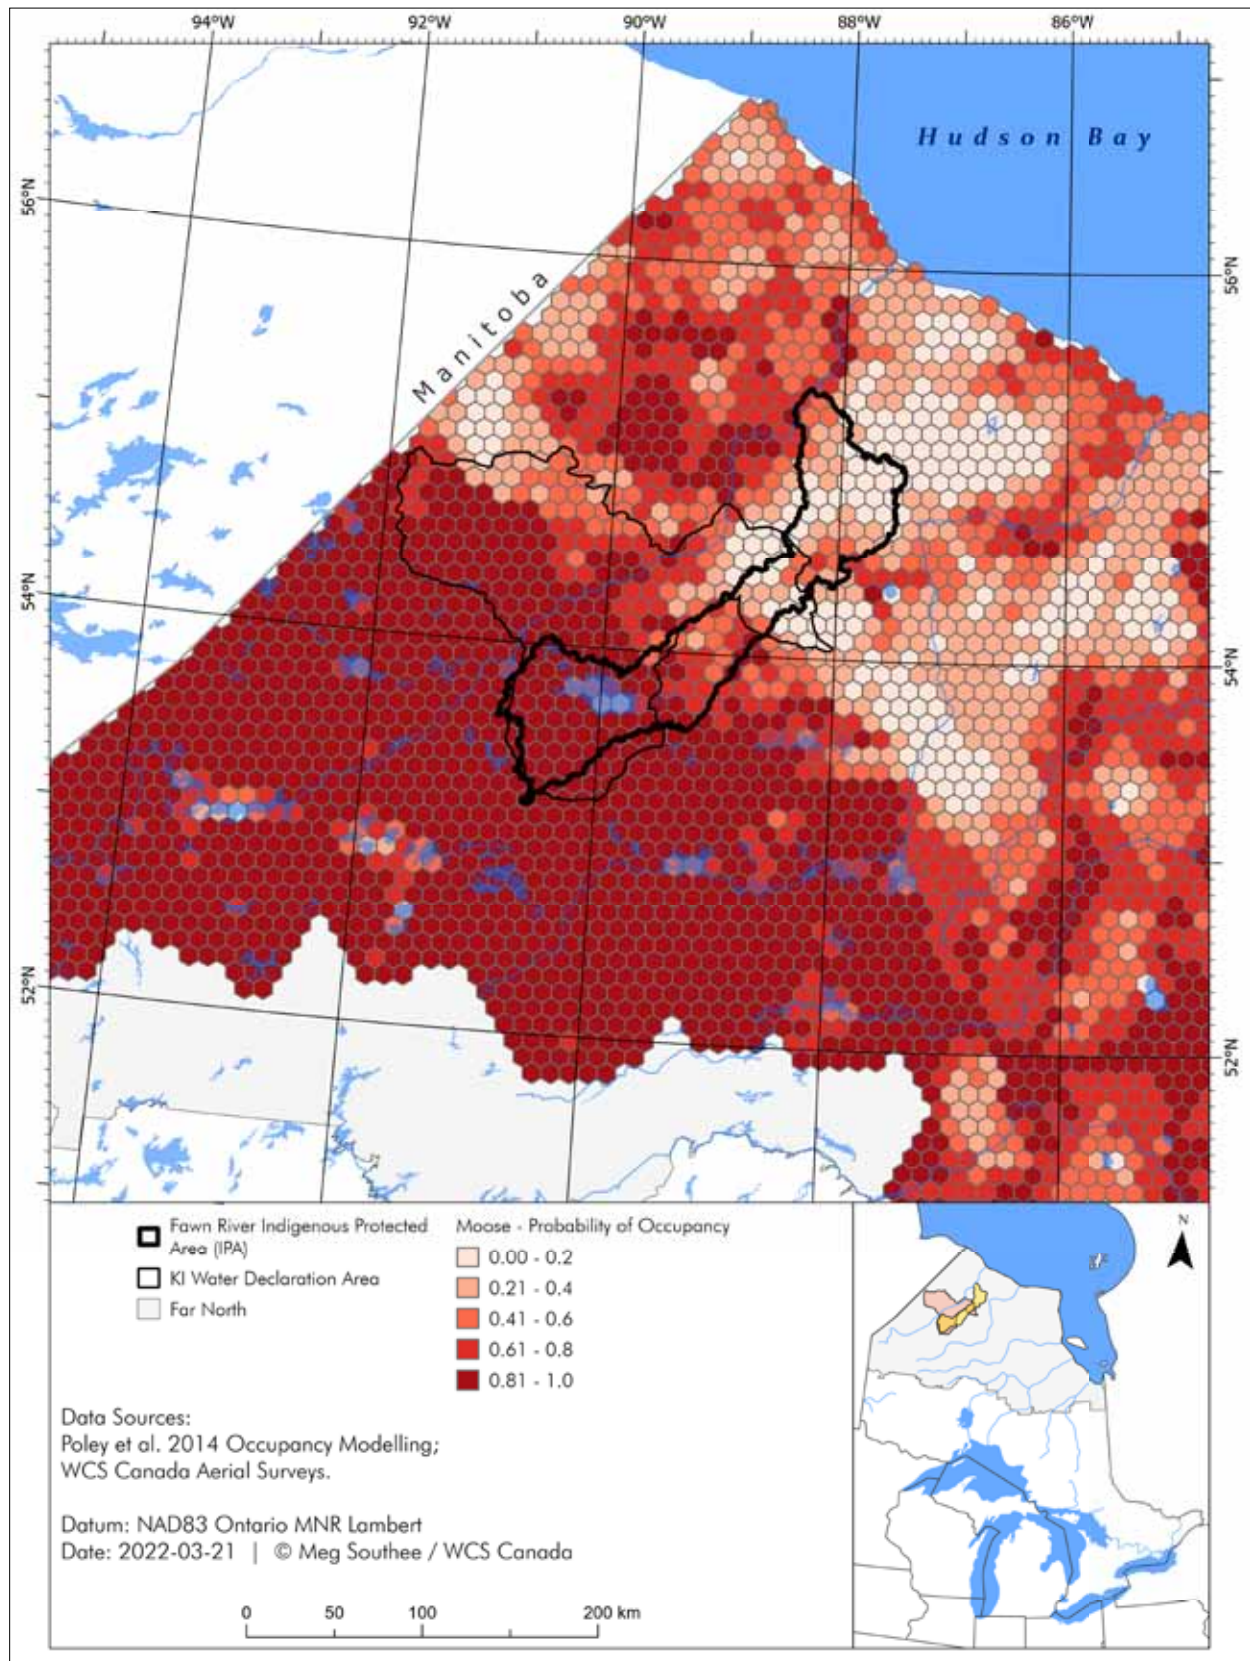 94°W 92°W 90°W 88°W 86°W
Hudson Bay
56°N
56°N
Manitoba
54°N
54°N
52°N
52°N
Fawn River Indigenous Protected
Area (IPA)
KI Water Declaration Area
Far North
Moose - Probability of Occupancy
0.00 - 0.2
0.21 - 0.4
0.41 - 0.6
0.61 - 0.8
0.81 - 1.0
N
Data Sources:
Poley et al. 2014 Occupancy Modelling;
WCS Canada Aerial Surveys.
Datum: NAD83 Ontario MNR Lambert
Date: 2022-03-21 | © Meg Southee / WCS Canada
0 50 100 200 km